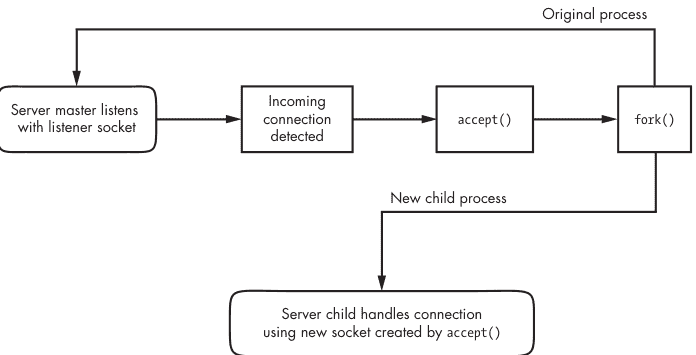 Original process
Server master listens
with listener socket
Incoming
connection
detected
accept()
fork()
New child process
Server child handles connection
using new socket created by accept()